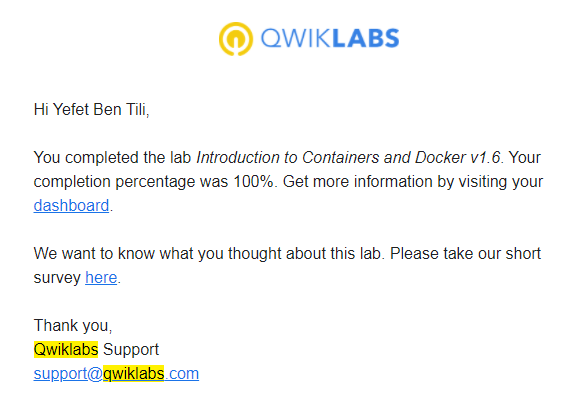 QWIKLABS
Hi Yefet Ben Tili,
You completed the lab Introduction to Containers and Docker v1.6. Your
completion percentage was 100%. Get more information by visiting your
dashboard.
We want to know what you thought about this lab. Please take our short
survey here.
Thank you,
Qwiklabs Support
support@qwiklabs.com